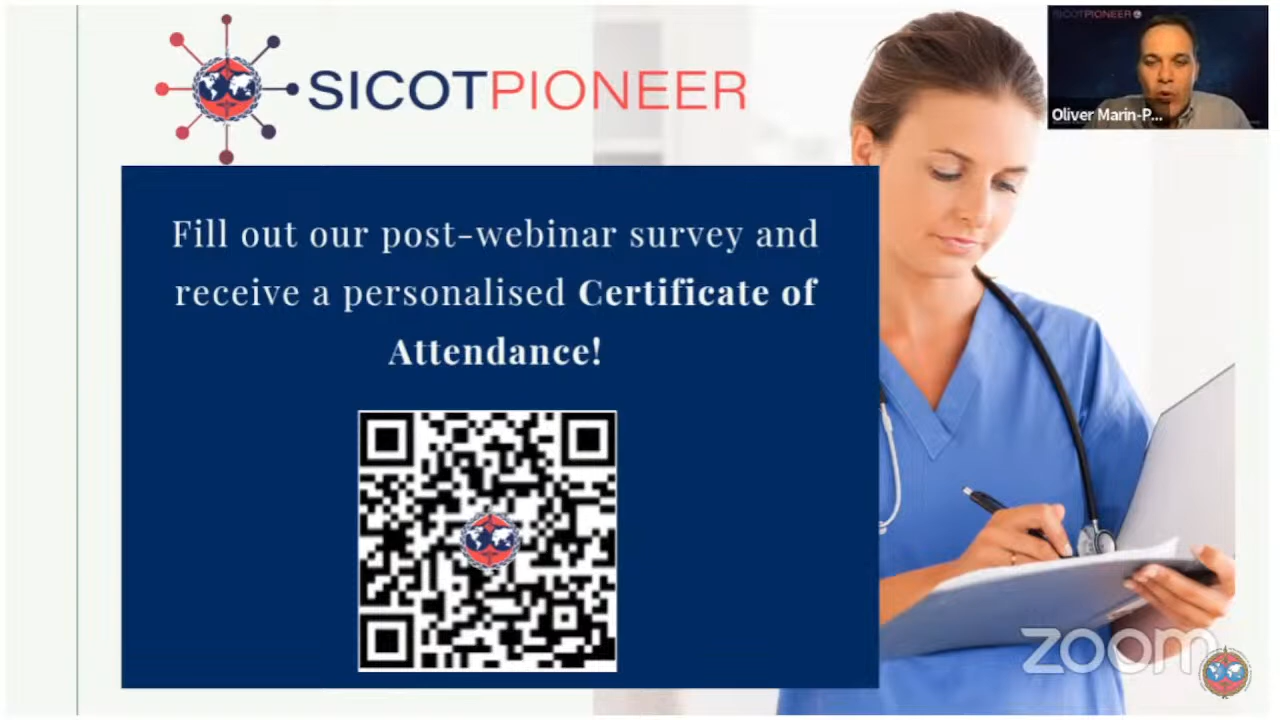 SICOTPIONEER
SICOTPIONEER
Oliver Marin-P...
Fill out our post-webinar survey and
receive a personalised Certificate of
Attendance!
zoom